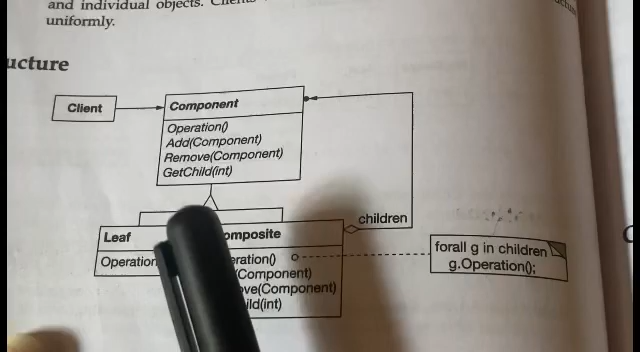 and individual objects.
uniformly.
ucture
Client
Component
Operation()
Add(Component)
Remove(Component)
GetChild(int)
children
Leaf
omposite
Operation
eration()
(Component)
ove(Component)
ild(int)
forall g in children
g.Operation();